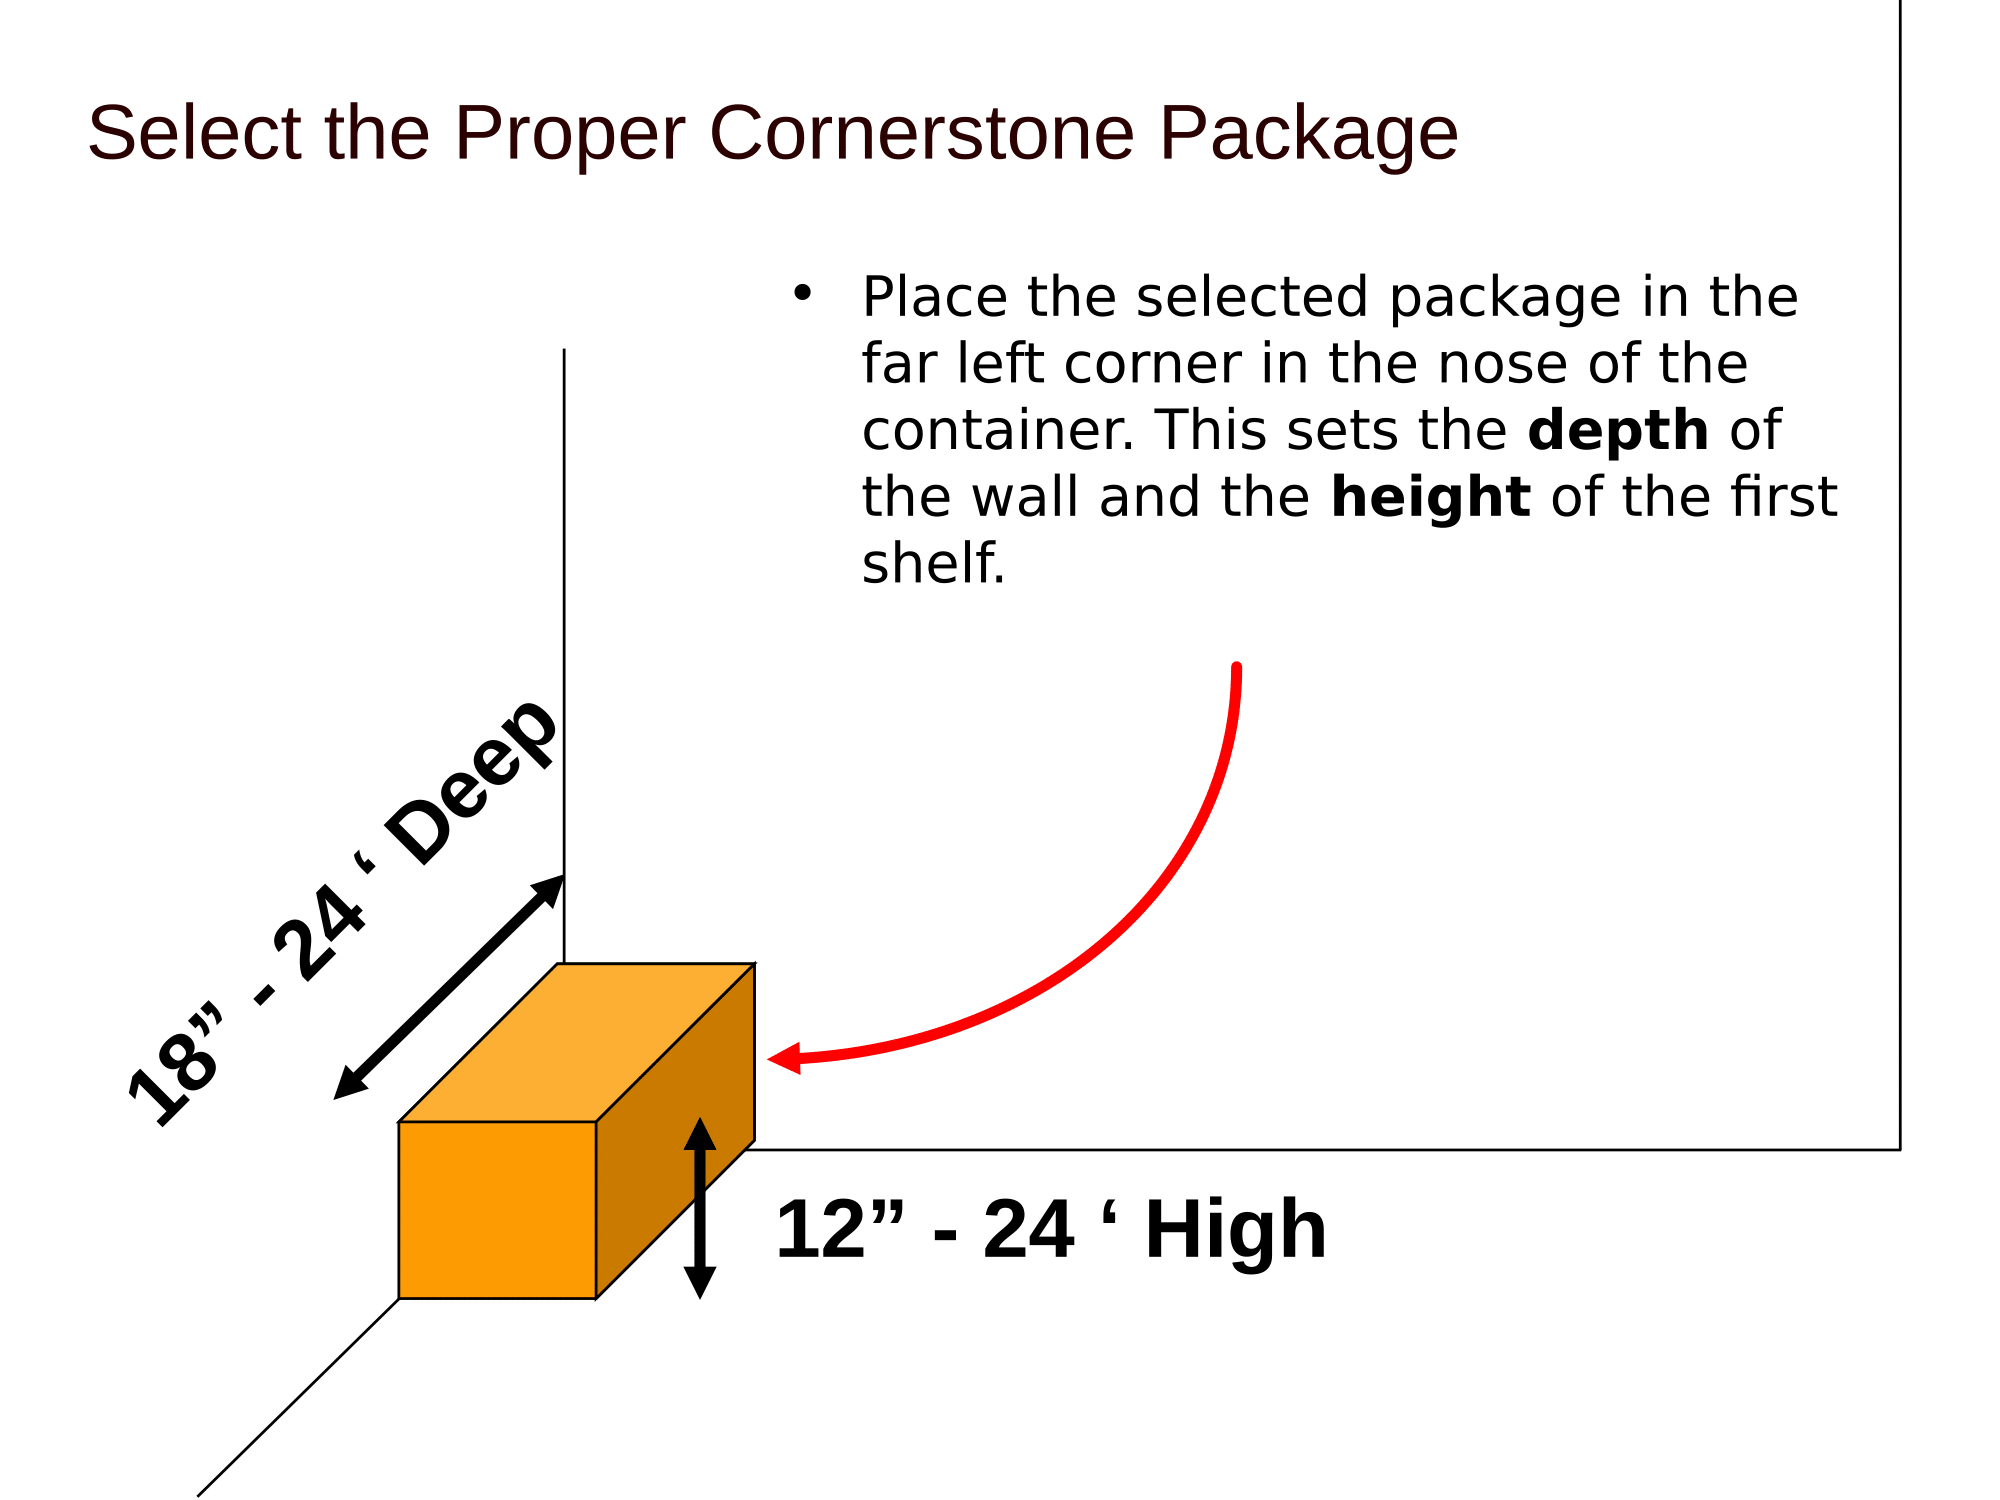 Select the Proper Cornerstone Package
• Place the selected package in the
far left corner in the nose of the
container. This sets the depth of
the wall and the height of the first
shelf.
18” - 24 ‘ Deep
12” - 24 ‘ High